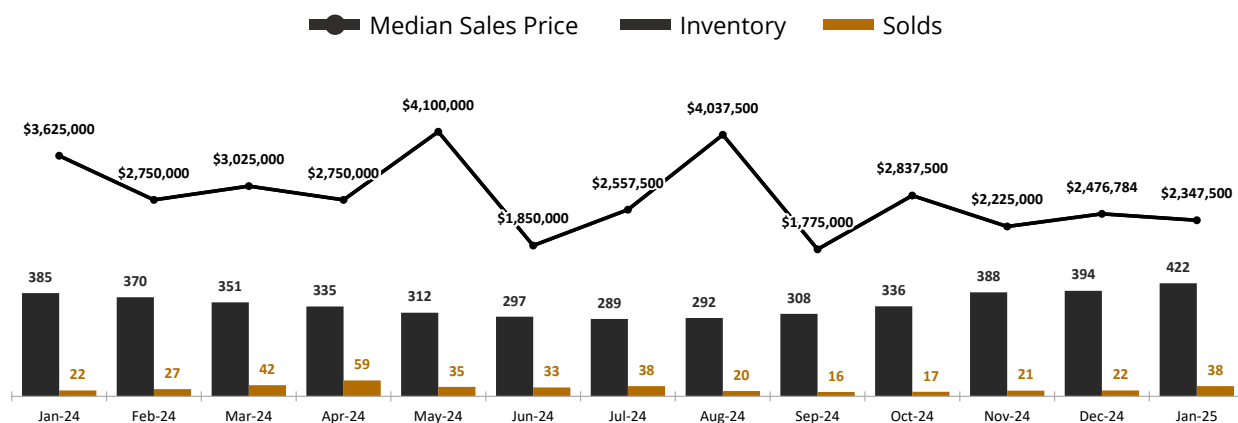 Median Sales Price Inventory Solds
$3,625,000 $2,750,000 $3,025,000 $2,750,000 $4,100,000 $1,850,000 $2,557,500 $4,037,500 $1,775,000 $2,837,500 $2,225,000 $2,476,784 $2,347,500
385 370 351 335 312 297 289 292 308 336 388 394 422
22 27 42 59 35 33 38 20 16 17 21 22 38
Jan-24 Feb-24 Mar-24 Apr-24 May-24 Jun-24 Jul-24 Aug-24 Sep-24 Oct-24 Nov-24 Dec-24 Jan-25